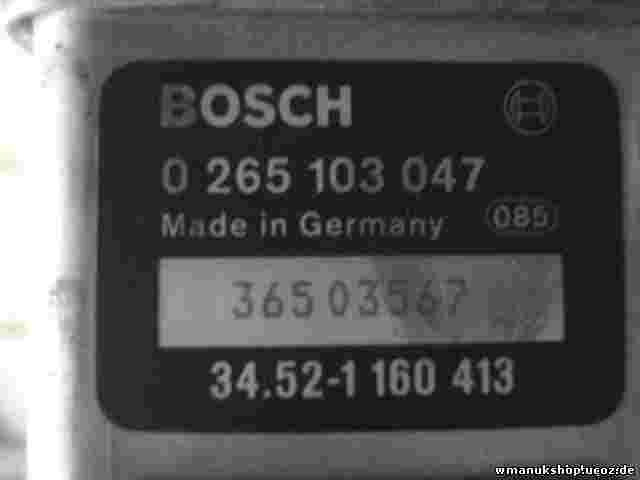 BOSCH
0 265 103 047
Made in Germany 085
36503567
34.52-1 160 413
wmanukshop.ucoz.de